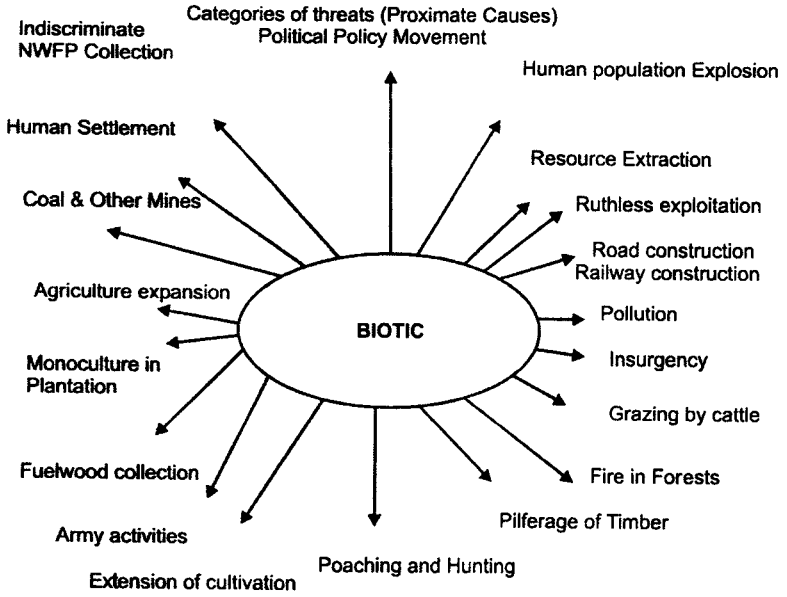 Categories of threats (Proximate Causes)
Political Policy Movement
Indiscriminate
NWFP Collection
Human population Explosion
Human Settlement
Resource Extraction
Coal & Other Mines
Ruthless exploitation
Road construction
Railway construction
Agriculture expansion
Pollution
BIOTIC
Monoculture in
Plantation
Insurgency
Grazing by cattle
Fuelwood collection
Fire in Forests
Army activities
Pilferage of Timber
Extension of cultivation
Poaching and Hunting